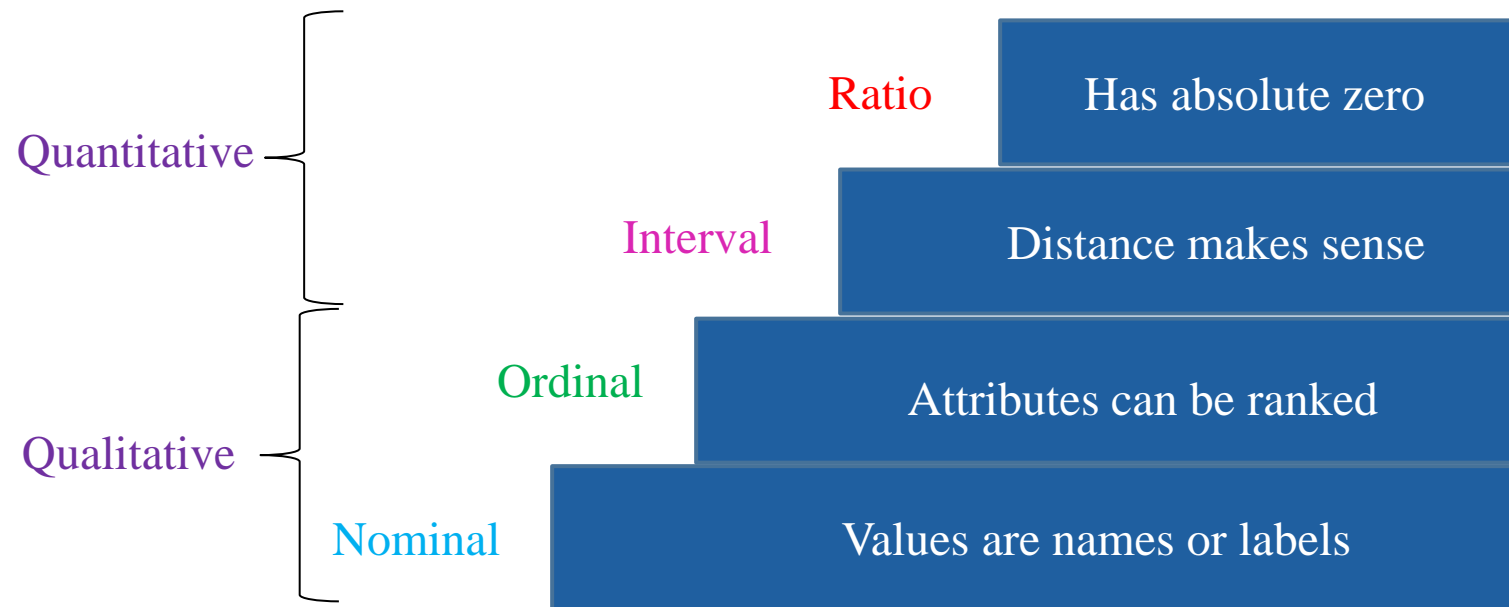 Ratio
Has absolute zero
Quantitative
Interval
Distance makes sense
Ordinal
Attributes can be ranked
Qualitative
Nominal
Values are names or labels